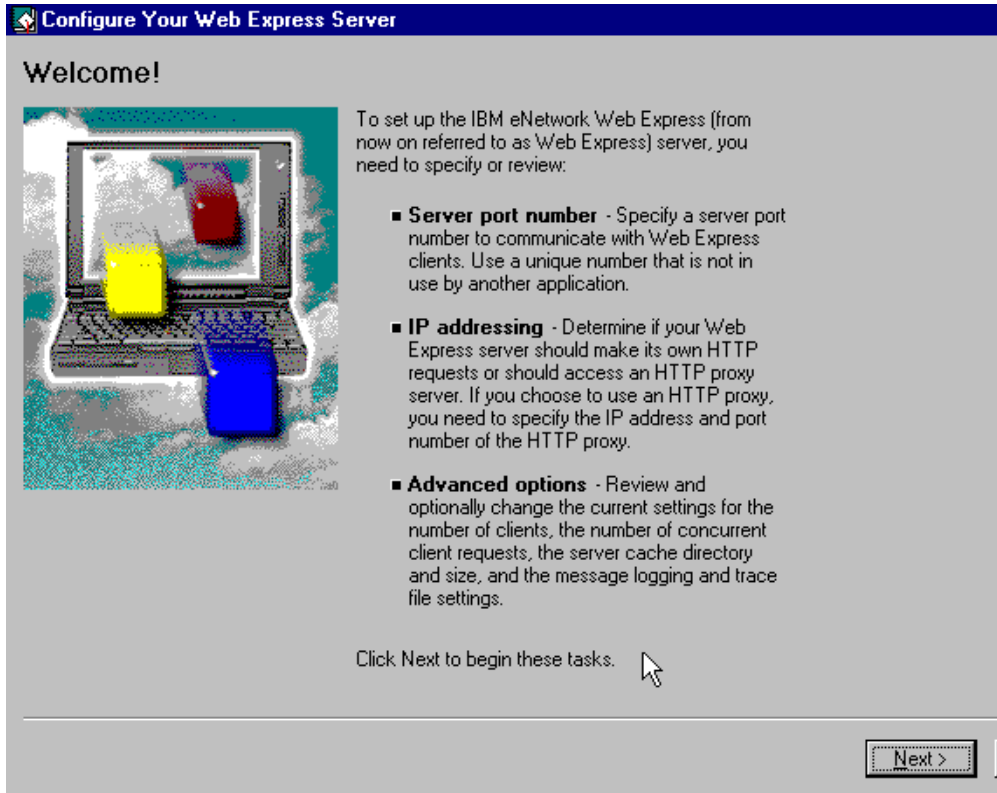 Configure Your Web Express Server
Welcome!
To set up the IBM eNetwork Web Express (from
now on referred to as Web Express) server, you
need to specify or review:
Server port number - Specify a server port
number to communicate with Web Express
clients. Use a unique number that is not in
use by another application.
IP addressing - Determine if your Web
Express server should make its own HTTP
requests or should access an HTTP proxy
server. If you choose to use an HTTP proxy,
you need to specify the IP address and port
number of the HTTP proxy.
Advanced options - Review and
optionally change the current settings for the
number of clients, the number of concurrent
client requests, the server cache directory
and size, and the message logging and trace
file settings.
Click Next to begin these tasks.
Next >